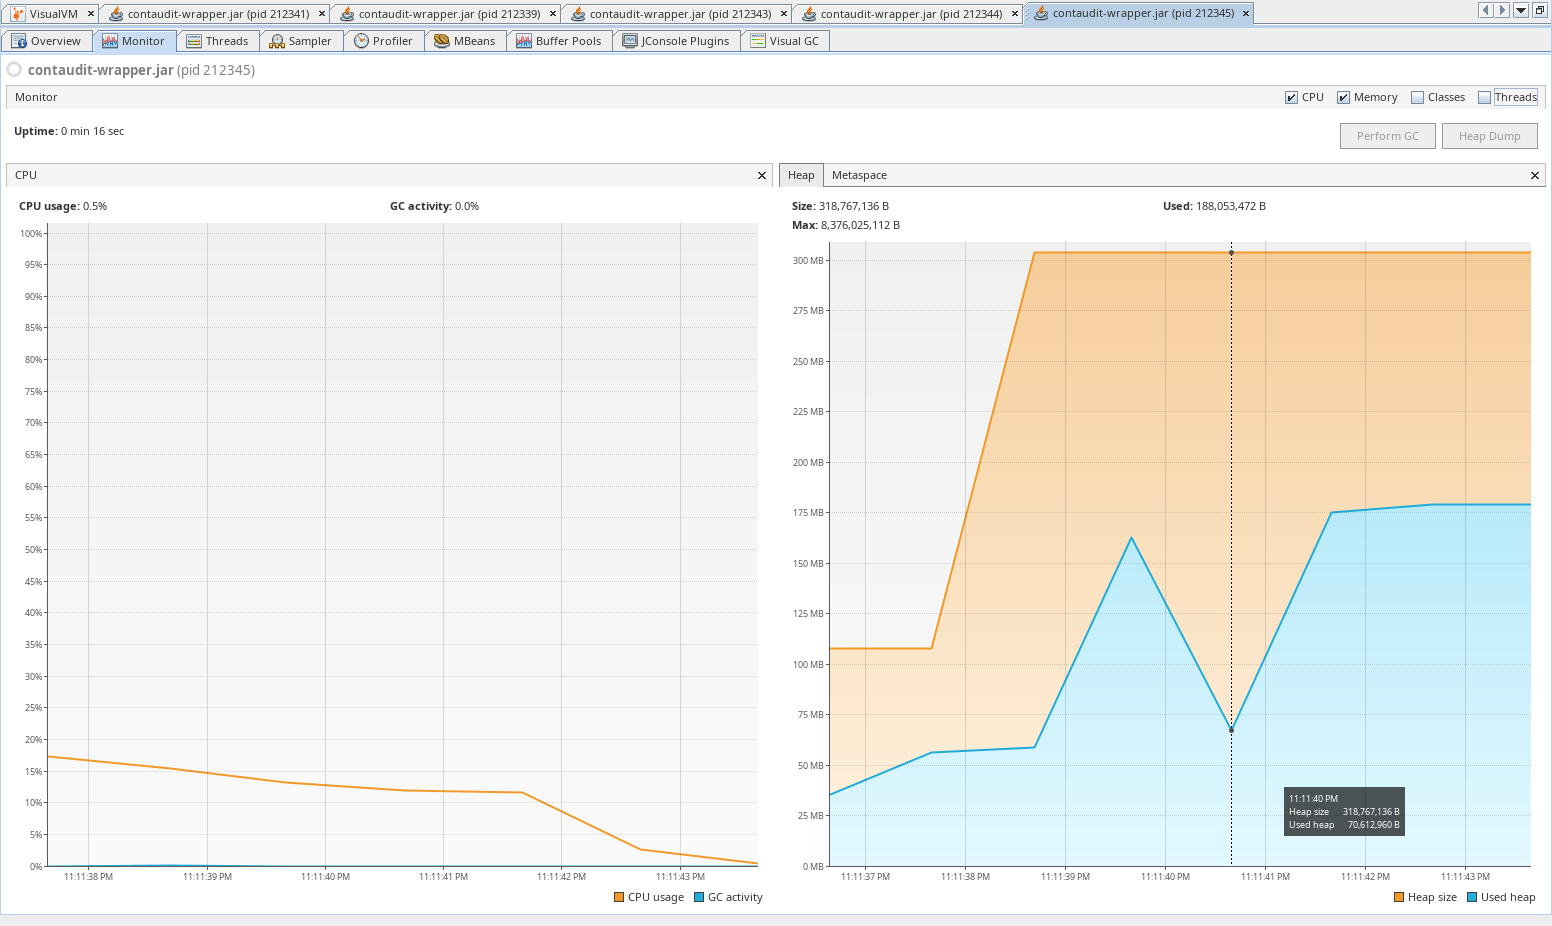 VisualVM contaudit-wrapper.jar (pid 212341) contaudit-wrapper.jar (pid 212339) contaudit-wrapper.jar (pid 212343) contaudit-wrapper.jar (pid 212344) contaudit-wrapper.jar (pid 212345)
Overview Monitor Threads Sampler Profiler MBeans Buffer Pools JConsole Plugins Visual GC
contaudit-wrapper.jar (pid 212345)
Monitor CPU Memory Classes Threads
Uptime: 0 min 16 sec
Perform GC Heap Dump
CPU
CPU usage: 0.5% GC activity: 0.0%
100%
95%
90%
85%
80%
75%
70%
65%
60%
55%
50%
45%
40%
35%
30%
25%
20%
15%
10%
5%
0%
11:11:38 PM 11:11:39 PM 11:11:40 PM 11:11:41 PM 11:11:42 PM 11:11:43 PM
CPU usage GC activity
Heap Metaspace
Size: 318,767,136 B Used: 188,053,472 B
Max: 8,376,025,112 B
300 MB
275 MB
250 MB
225 MB
200 MB
175 MB
150 MB
125 MB
100 MB
75 MB
50 MB
25 MB
0 MB
11:11:40 PM
Heap size 318,767,136 B
Used heap 70,612,960 B
11:11:37 PM 11:11:38 PM 11:11:39 PM 11:11:40 PM 11:11:41 PM 11:11:42 PM 11:11:43 PM
Heap size Used heap